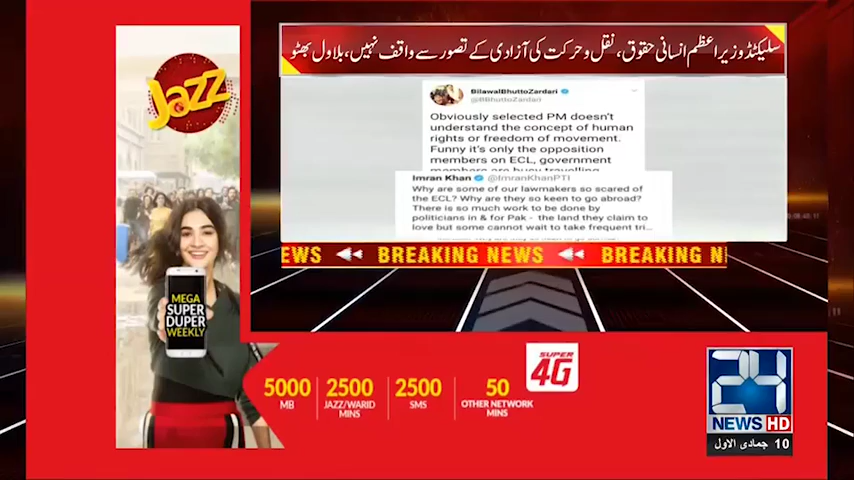 سلیکٹڈ وزیراعظم انسانی حقوق، نقل و حرکت کی آزادی کے تصور سے واقف نہیں، بلاول بھٹو
Jazz
BilawalBhuttoZardari
@BBhuttoZardari
Obviously selected PM doesn't
understand the concept of human
rights or freedom of movement.
Funny it's only the opposition
members on ECL, government
members are busy travelling
Imran Khan @ImranKhanPTI
Why are some of our lawmakers so scared of
the ECL? Why are they so keen to go abroad?
There is so much work to be done by
politicians in & for Pak - the land they claim to
love but some cannot wait to take frequent tri...
EWS BREAKING NEWS BREAKING N
MEGA
SUPER
DUPER
WEEKLY
SUPER
4G
5000
MB
2500
JAZZ/WARID
MINS
2500
SMS
50
OTHER NETWORK
MINS
24
NEWS HD
10 جمادی الاول